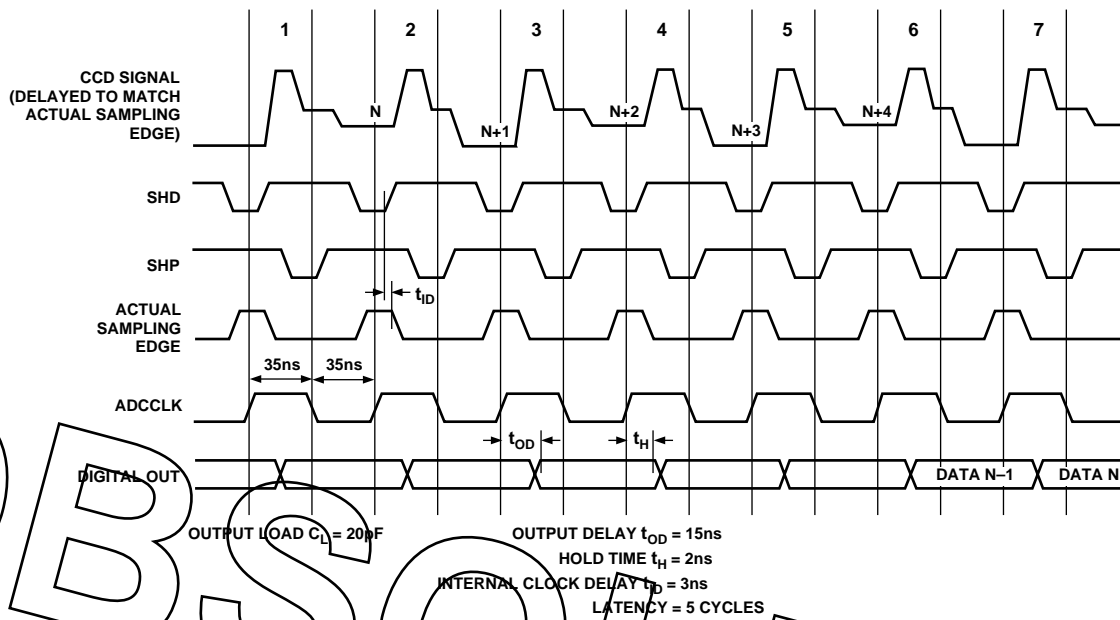 1 2 3 4 5 6 7
CCD SIGNAL
(DELAYED TO MATCH
ACTUAL SAMPLING
EDGE)
N N+1 N+2 N+3 N+4
SHD
SHP
tID
ACTUAL
SAMPLING
EDGE
35ns 35ns
ADCCLK
tOD tH
DIGITAL OUT
DATA N–1 DATA N
OUTPUT LOAD CL = 20pF
OUTPUT DELAY tOD = 15ns
HOLD TIME tH = 2ns
INTERNAL CLOCK DELAY tID = 3ns
LATENCY = 5 CYCLES